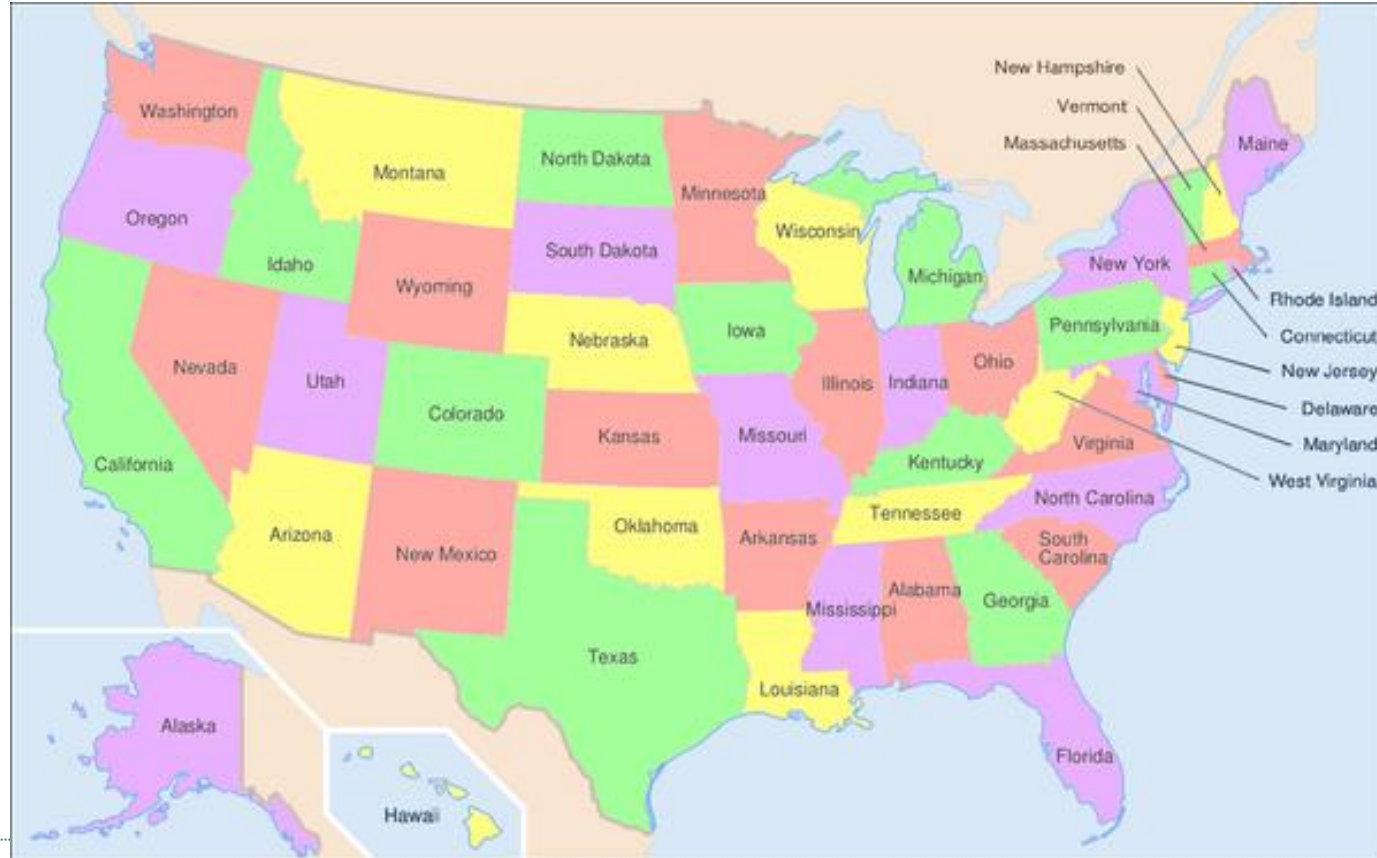 New Hampshire
Vermont
Massachusetts
Washington
Maine
Montana
North Dakota
Minnesota
Oregon
Wisconsin
South Dakota
New York
Idaho
Michigan
Wyoming
Rhode Island
Pennsylvania
Iowa
Connecticut
Nebraska
Ohio
Nevada
New Jersey
Utah
Illinois
Indiana
Delaware
Colorado
Kansas
Missouri
Virginia
Maryland
California
Kentucky
West Virginia
North Carolina
Tennessee
Oklahoma
Arizona
Arkansas
South
Carolina
New Mexico
Alabama
Georgia
Mississippi
Texas
Louisiana
Alaska
Florida
Hawaii